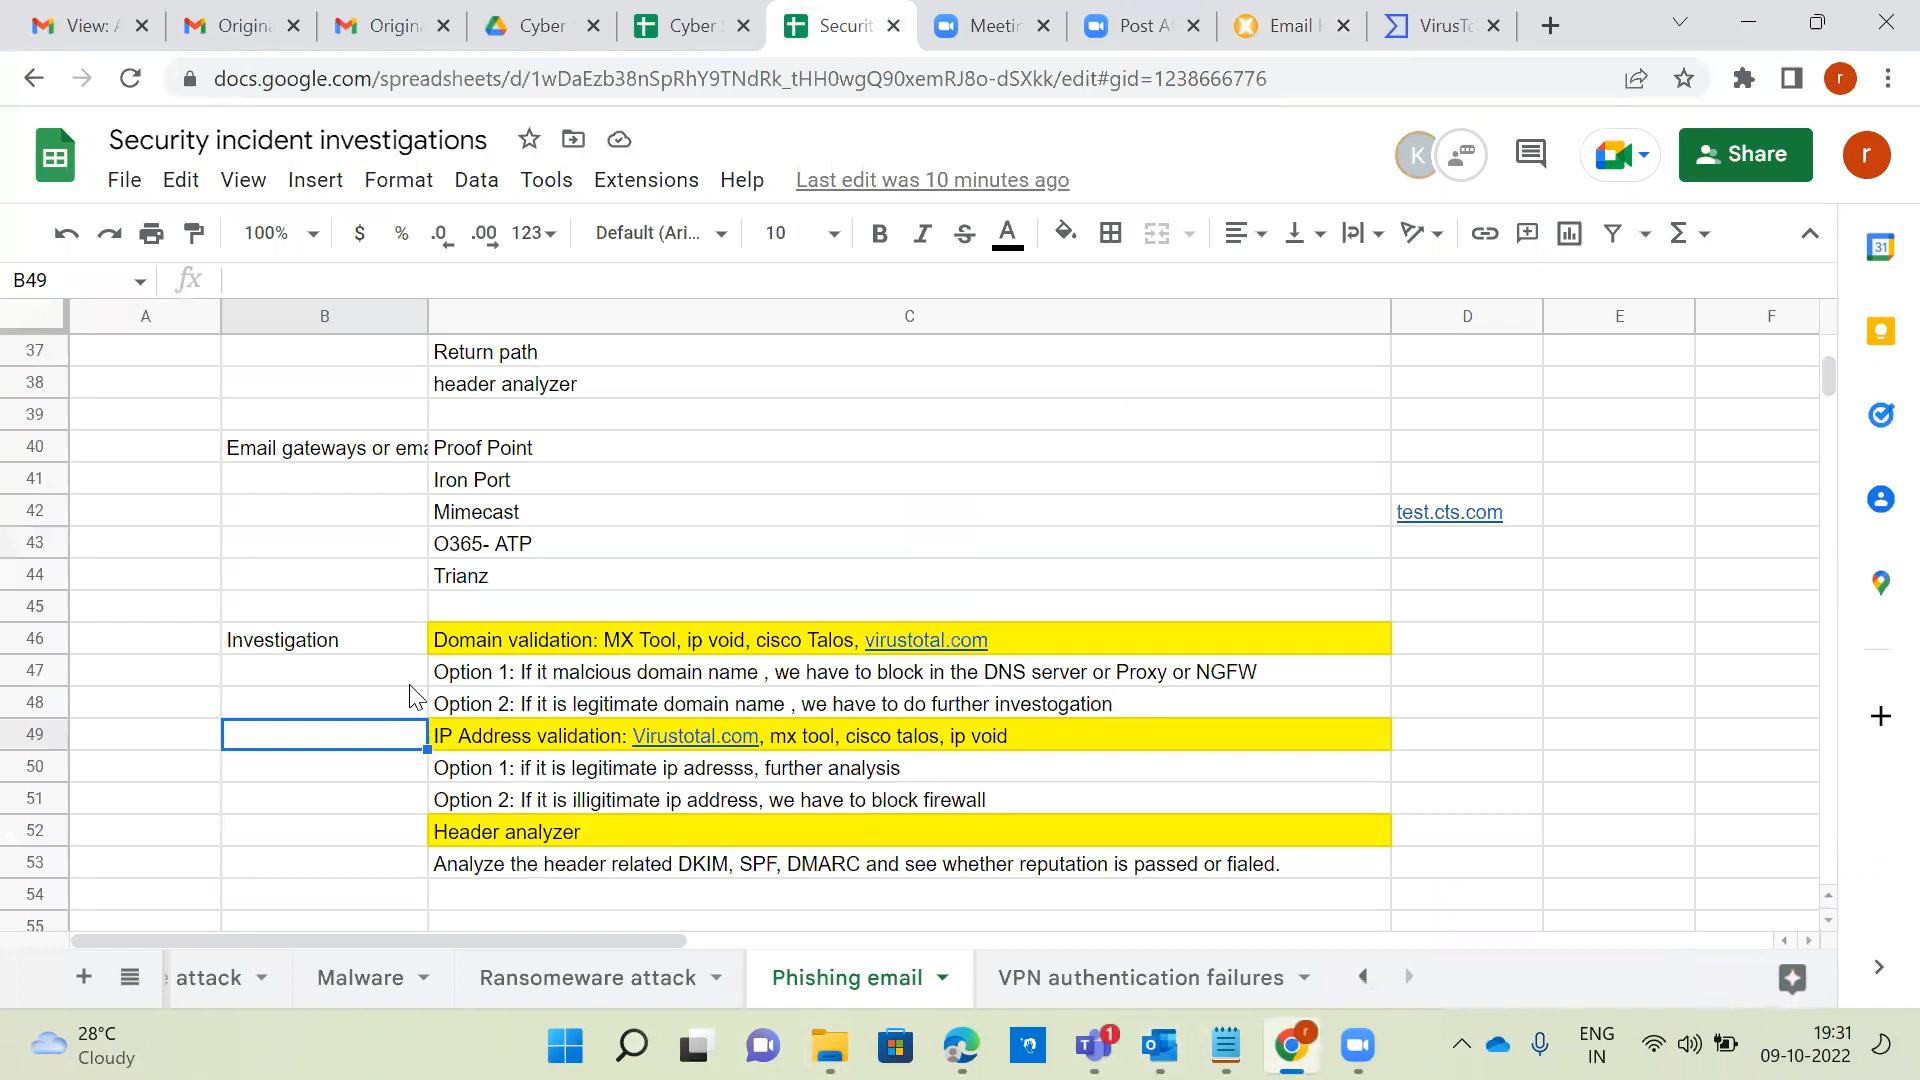 View: A
Origina
Origina
Cyber
Cyber S
Securit
Meetin
Post A
Email H
VirusTo
docs.google.com/spreadsheets/d/1wDaEzb38nSpRhY9TNdRk_tHH0wgQ90xemRJ8o-dSXkk/edit#gid=1238666776
r
Security incident investigations
K
Share
r
File Edit View Insert Format Data Tools Extensions Help Last edit was 10 minutes ago
100% $ % .0 .00 123 Default (Ari... 10 B I S A Σ
31
B49 fx
A B C D E F
37 Return path
38 header analyzer
39
40 Email gateways or ema Proof Point
41 Iron Port
42 Mimecast test.cts.com
43 O365- ATP
44 Trianz
45
46 Investigation Domain validation: MX Tool, ip void, cisco Talos, virustotal.com
47 Option 1: If it malcious domain name , we have to block in the DNS server or Proxy or NGFW
48 Option 2: If it is legitimate domain name , we have to do further investogation
49 IP Address validation: Virustotal.com, mx tool, cisco talos, ip void
50 Option 1: if it is legitimate ip adresss, further analysis
51 Option 2: If it is illigitimate ip address, we have to block firewall
52 Header analyzer
53 Analyze the header related DKIM, SPF, DMARC and see whether reputation is passed or fialed.
54
55
attack Malware Ransomeware attack Phishing email VPN authentication failures
28°C
Cloudy
1
r
ENG
IN
19:31
09-10-2022